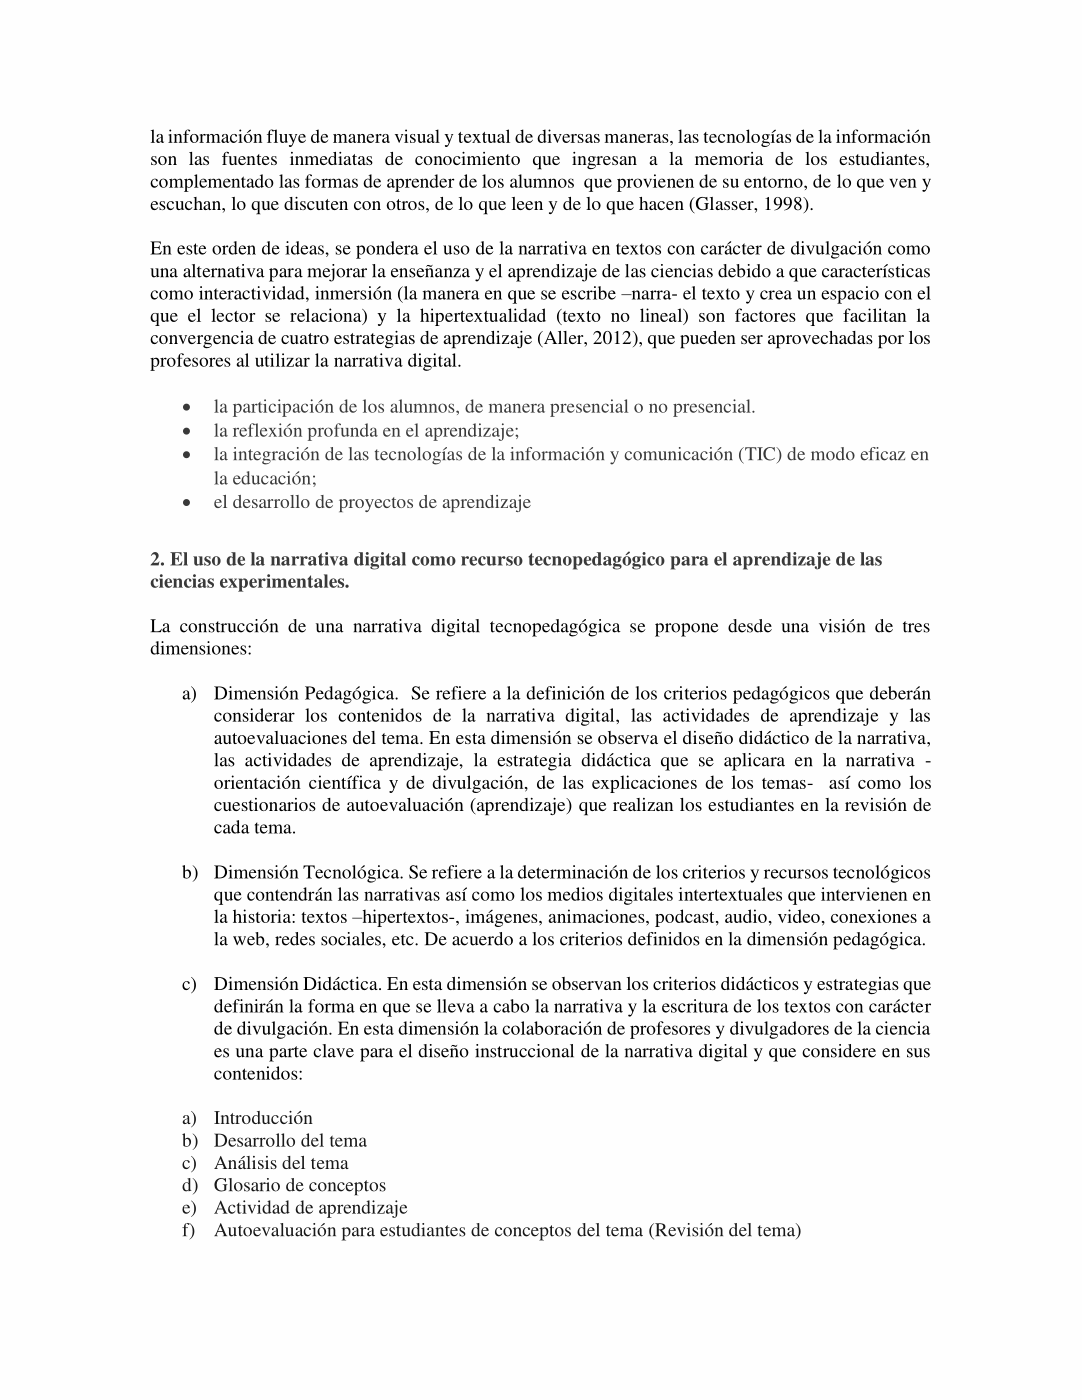 la información fluye de manera visual y textual de diversas maneras, las tecnologías de la información
son las fuentes inmediatas de conocimiento que ingresan a la memoria de los estudiantes,
complementado las formas de aprender de los alumnos  que provienen de su entorno, de lo que ven y
escuchan, lo que discuten con otros, de lo que leen y de lo que hacen (Glasser, 1998).
En este orden de ideas, se pondera el uso de la narrativa en textos con carácter de divulgación como
una alternativa para mejorar la enseñanza y el aprendizaje de las ciencias debido a que características
como interactividad, inmersión (la manera en que se escribe –narra- el texto y crea un espacio con el
que el lector se relaciona) y la hipertextualidad (texto no lineal) son factores que facilitan la
convergencia de cuatro estrategias de aprendizaje (Aller, 2012), que pueden ser aprovechadas por los
profesores al utilizar la narrativa digital.
• la participación de los alumnos, de manera presencial o no presencial.
• la reflexión profunda en el aprendizaje;
• la integración de las tecnologías de la información y comunicación (TIC) de modo eficaz en
la educación;
• el desarrollo de proyectos de aprendizaje
2. El uso de la narrativa digital como recurso tecnopedagógico para el aprendizaje de las
ciencias experimentales.
La construcción de una narrativa digital tecnopedagógica se propone desde una visión de tres
dimensiones:
a) Dimensión Pedagógica.  Se refiere a la definición de los criterios pedagógicos que deberán
considerar los contenidos de la narrativa digital, las actividades de aprendizaje y las
autoevaluaciones del tema. En esta dimensión se observa el diseño didáctico de la narrativa,
las actividades de aprendizaje, la estrategia didáctica que se aplicara en la narrativa -
orientación científica y de divulgación, de las explicaciones de los temas-  así como los
cuestionarios de autoevaluación (aprendizaje) que realizan los estudiantes en la revisión de
cada tema.
b) Dimensión Tecnológica. Se refiere a la determinación de los criterios y recursos tecnológicos
que contendrán las narrativas así como los medios digitales intertextuales que intervienen en
la historia: textos –hipertextos-, imágenes, animaciones, podcast, audio, video, conexiones a
la web, redes sociales, etc. De acuerdo a los criterios definidos en la dimensión pedagógica.
c) Dimensión Didáctica. En esta dimensión se observan los criterios didácticos y estrategias que
definirán la forma en que se lleva a cabo la narrativa y la escritura de los textos con carácter
de divulgación. En esta dimensión la colaboración de profesores y divulgadores de la ciencia
es una parte clave para el diseño instruccional de la narrativa digital y que considere en sus
contenidos:
a) Introducción
b) Desarrollo del tema
c) Análisis del tema
d) Glosario de conceptos
e) Actividad de aprendizaje
f) Autoevaluación para estudiantes de conceptos del tema (Revisión del tema)